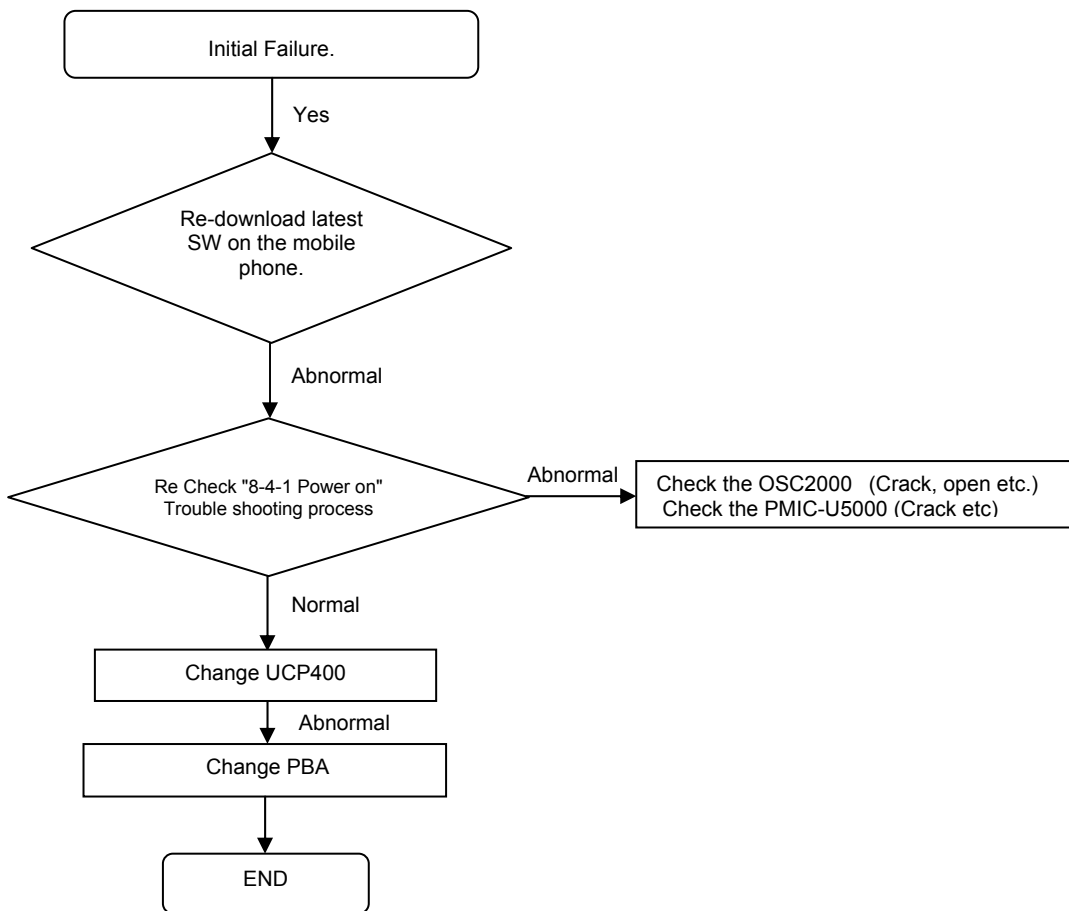 Initial Failure.
Yes
Re-download latest
SW on the mobile
phone.
Abnormal
Re Check "8-4-1 Power on"
Trouble shooting process
Abnormal
Check the OSC2000 (Crack, open etc.)
Check the PMIC-U5000 (Crack etc)
Normal
Change UCP400
Abnormal
Change PBA
END